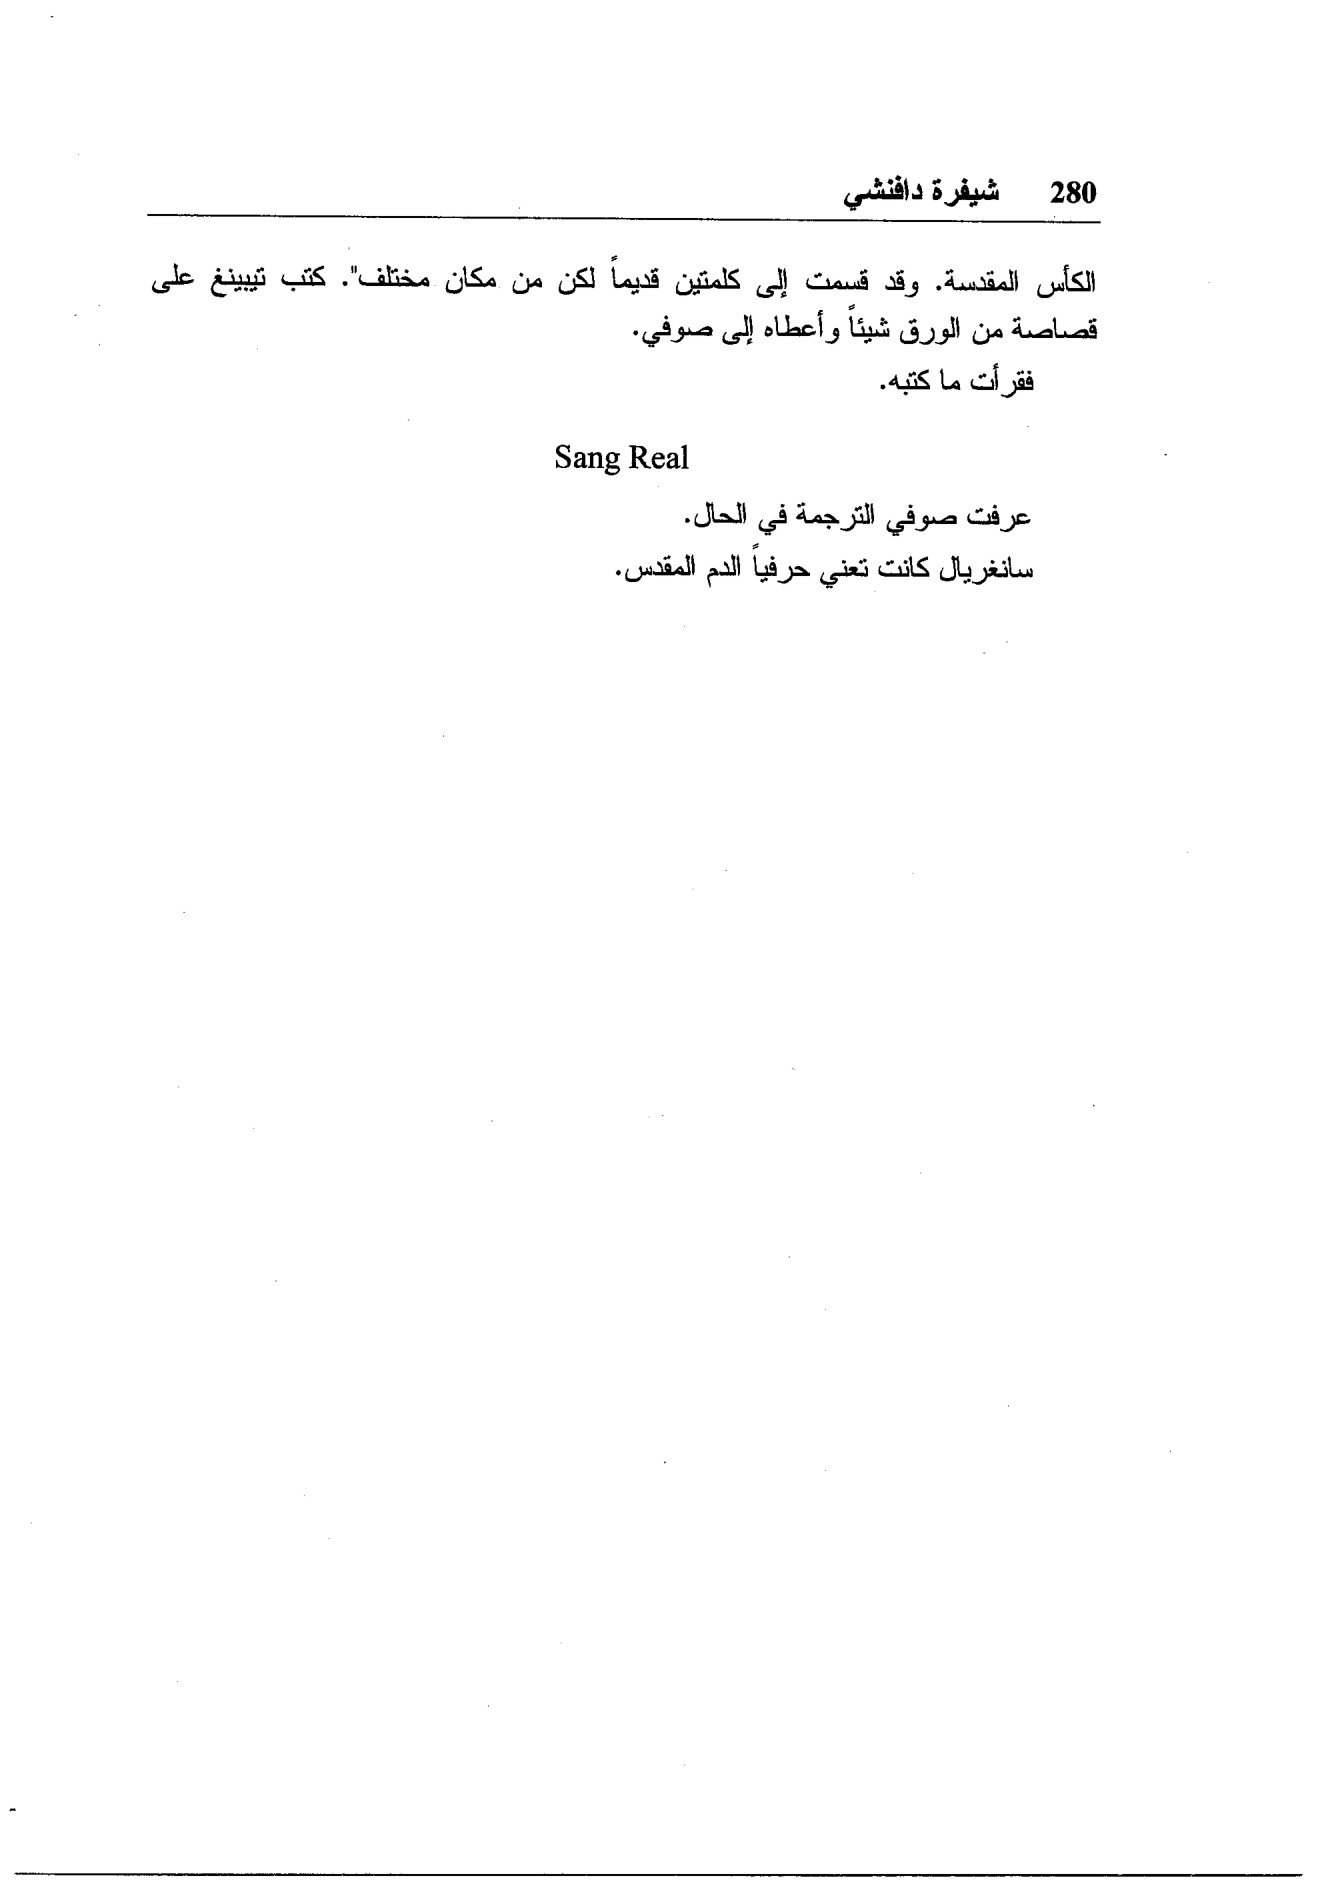 280 شيفرة دافنشي
الكأس المقدسة. وقد قسمت إلى كلمتين قديماً لكن من مكان مختلف". كتب تيبينغ على
قصاصة من الورق شيئاً وأعطاه إلى صوفي.
فقرأت ما كتبه.
Sang Real
عرفت صوفي الترجمة في الحال.
سانغريال كانت تعني حرفياً الدم المقدس.